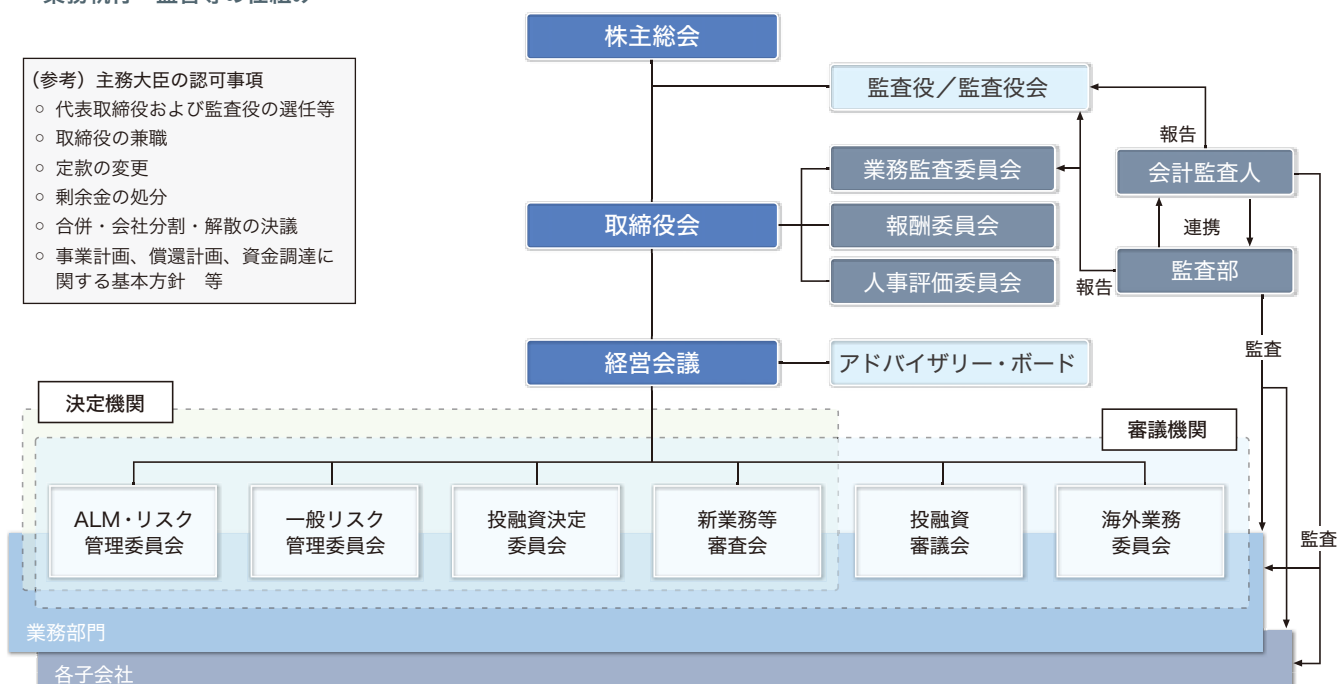 株主総会
(参考) 主務大臣の認可事項
○ 代表取締役および監査役の選任等
○ 取締役の兼職
○ 定款の変更
○ 剰余金の処分
○ 合併・会社分割・解散の決議
○ 事業計画、償還計画、資金調達に
関する基本方針　等
監査役／監査役会
報告
業務監査委員会
会計監査人
取締役会
報酬委員会
連携
人事評価委員会
報告
監査部
経営会議
アドバイザリー・ボード
監査
決定機関
審議機関
ALM・リスク
管理委員会
一般リスク
管理委員会
投融資決定
委員会
新業務等
審査会
投融資
審議会
海外業務
委員会
監査
業務部門
各子会社